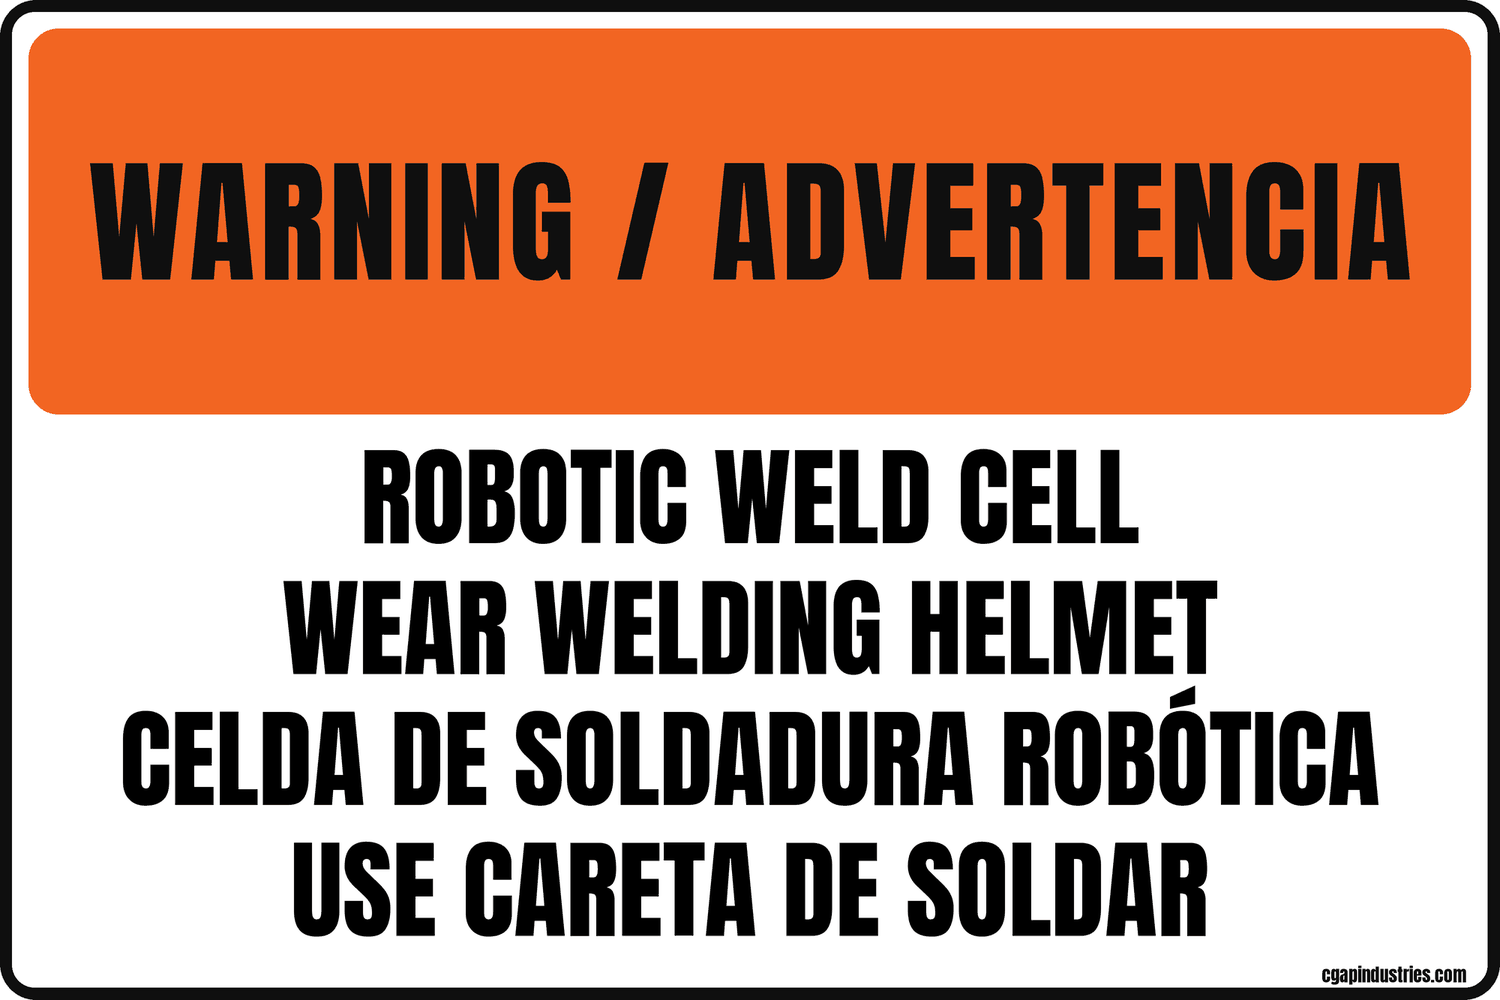 WARNING / ADVERTENCIA
ROBOTIC WELD CELL
WEAR WELDING HELMET
CELDA DE SOLDADURA ROBÓTICA
USE CARETA DE SOLDAR
cgapindustries.com